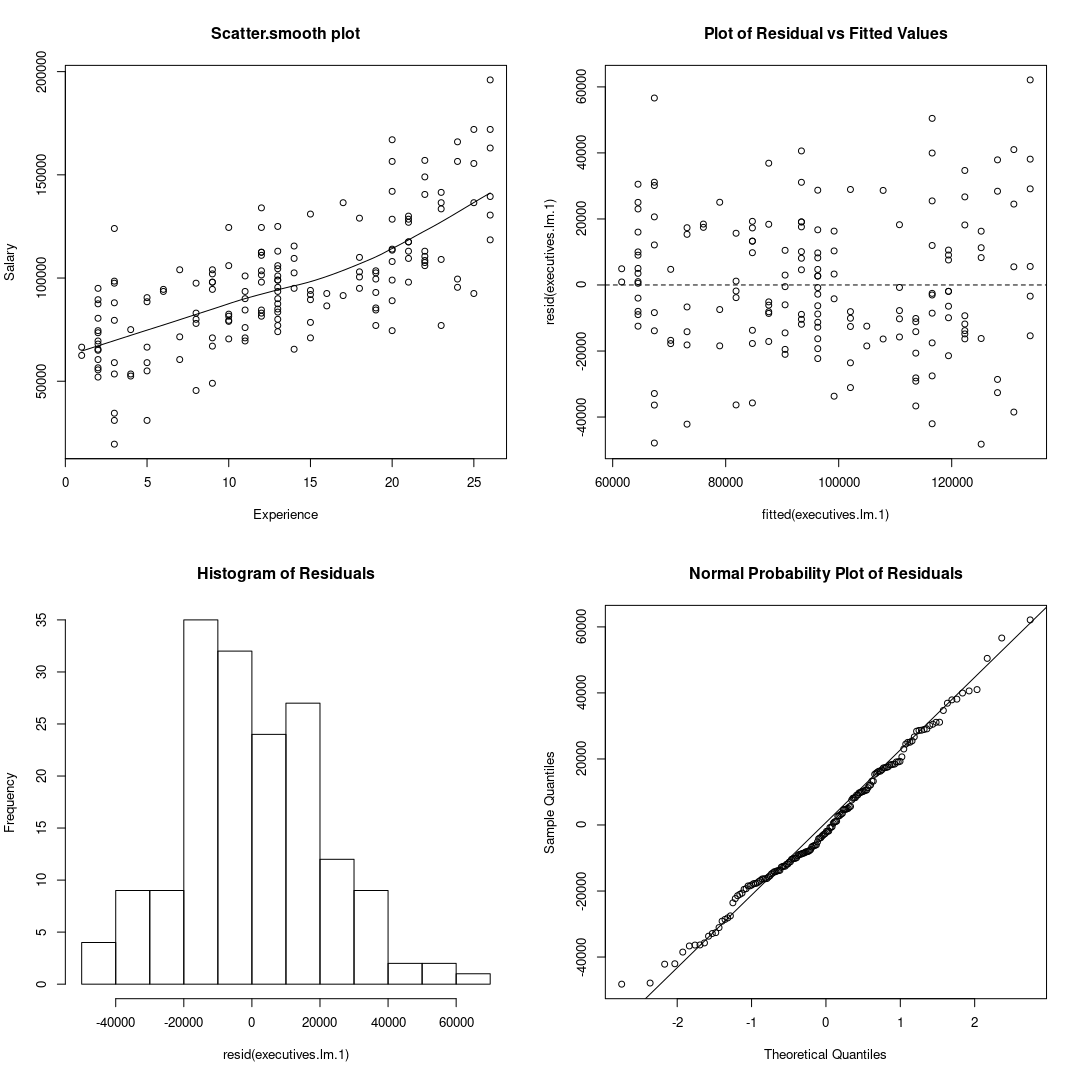 Scatter.smooth plot
Salary
200000
150000
100000
50000
0 5 10 15 20 25
Experience
Plot of Residual vs Fitted Values
resid(executives.lm.1)
60000
40000
20000
0
-20000
-40000
60000 80000 100000 120000
fitted(executives.lm.1)
Histogram of Residuals
Frequency
35
30
25
20
15
10
5
0
-40000 -20000 0 20000 40000 60000
resid(executives.lm.1)
Normal Probability Plot of Residuals
Sample Quantiles
60000
40000
20000
0
-20000
-40000
-2 -1 0 1 2
Theoretical Quantiles